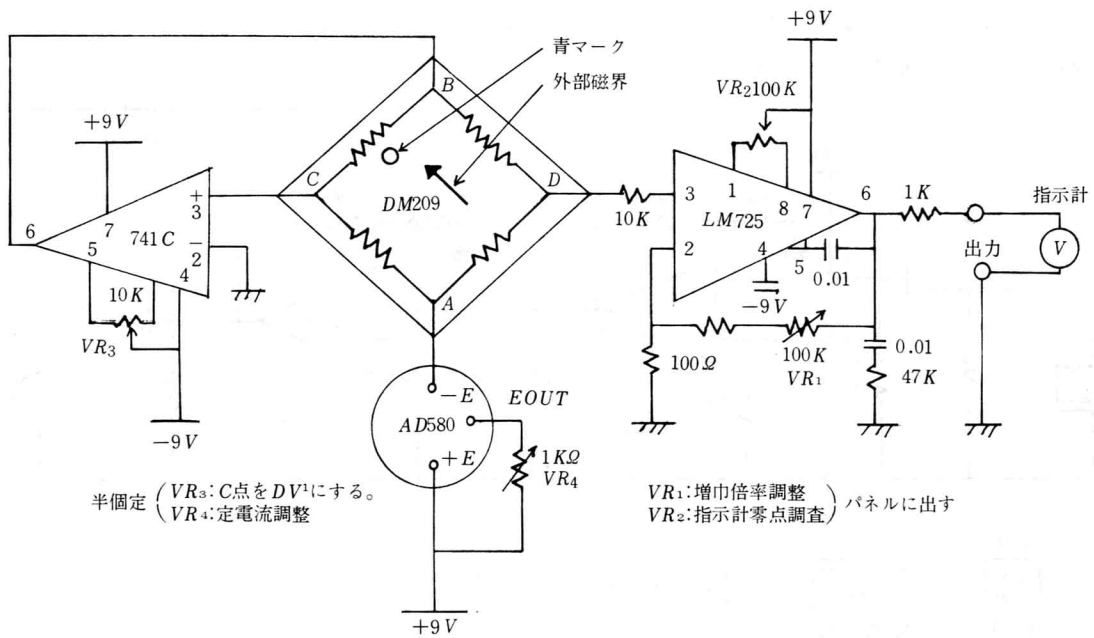 +9V
青マーク
外部磁界
VR₂100K
+9V
B
C
D
A
DM209
6
7
5
741C
+
3
−
2
4
10K
VR₃
−9V
10K
3
2
1
8
7
6
LM725
4
5
−9V
0.01
1K
指示計
出力
V
100Ω
100K
VR₁
0.01
47K
−E
EOUT
AD580
+E
1KΩ
VR₄
+9V
半個定
VR₃:C点をDV¹にする。
VR₄:定電流調整
VR₁:増巾倍率調整
VR₂:指示計零点調査
パネルに出す